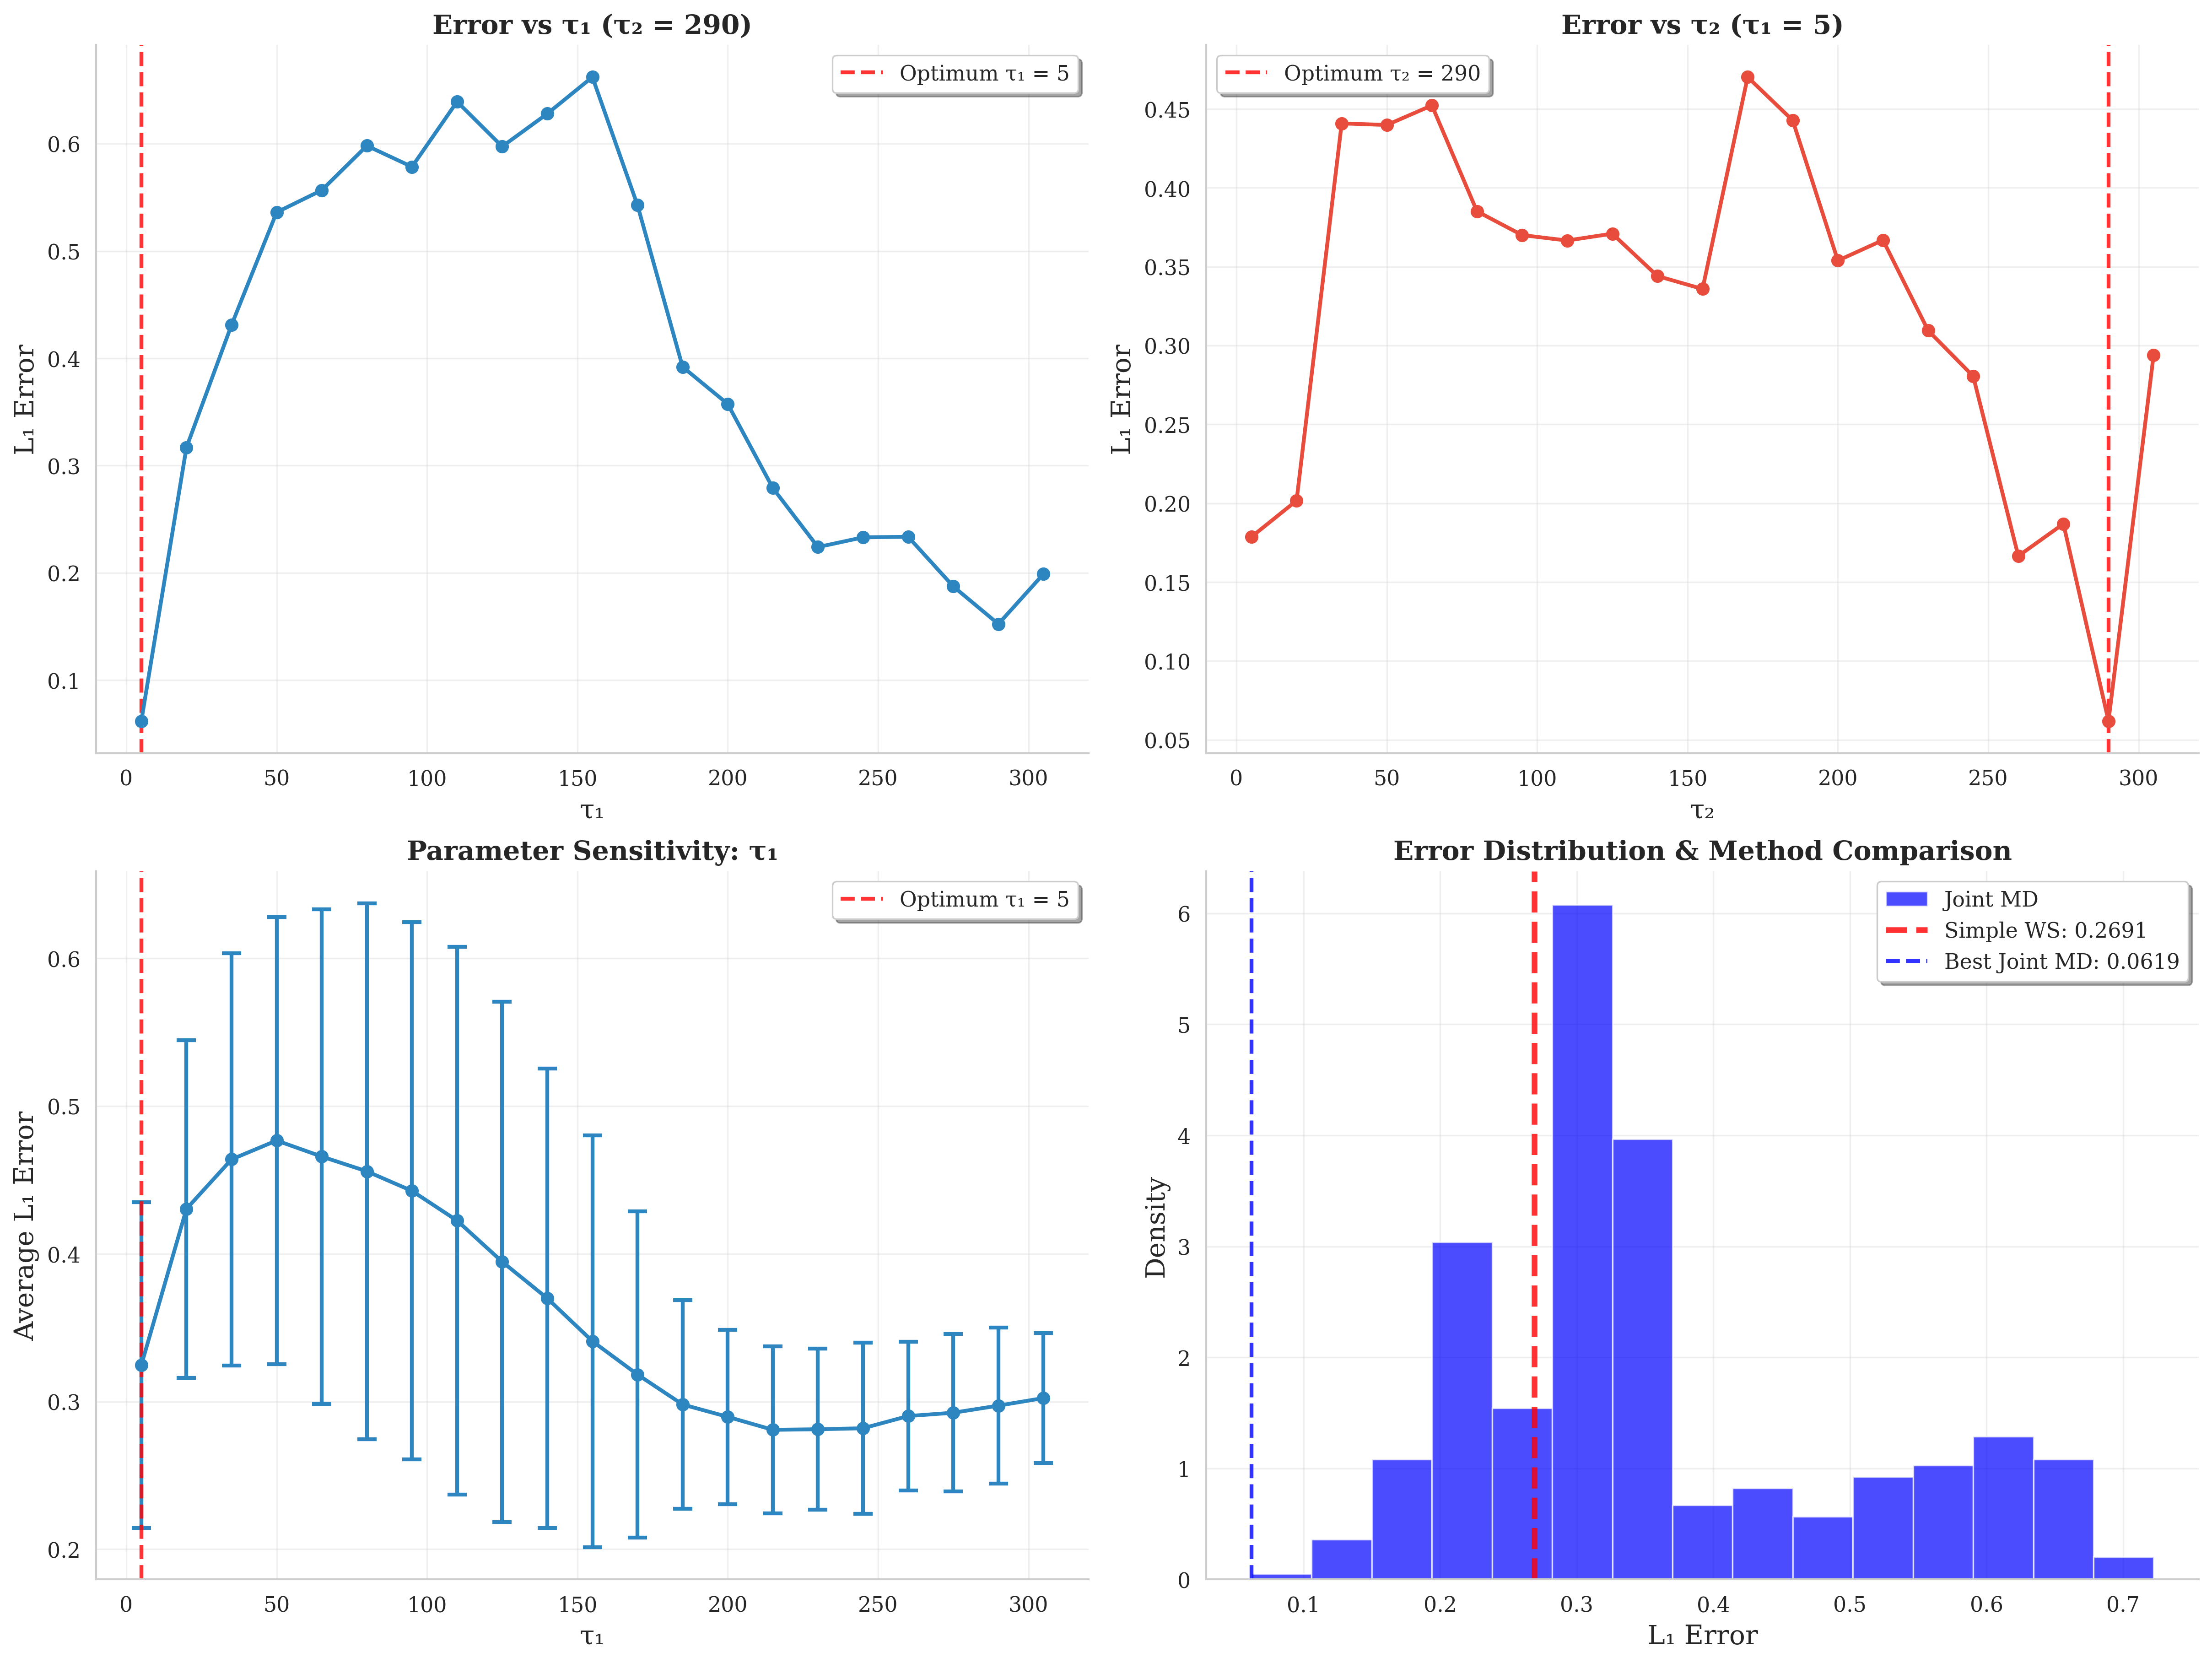 Error vs τ₁ (τ₂ = 290)
Optimum τ₁ = 5
L₁ Error
0.6
0.5
0.4
0.3
0.2
0.1
0 50 100 150 200 250 300
τ₁
Error vs τ₂ (τ₁ = 5)
Optimum τ₂ = 290
L₁ Error
0.45
0.40
0.35
0.30
0.25
0.20
0.15
0.10
0.05
0 50 100 150 200 250 300
τ₂
Parameter Sensitivity: τ₁
Optimum τ₁ = 5
Average L₁ Error
0.6
0.5
0.4
0.3
0.2
0 50 100 150 200 250 300
τ₁
Error Distribution & Method Comparison
Joint MD
Simple WS: 0.2691
Best Joint MD: 0.0619
Density
6
5
4
3
2
1
0
0.1 0.2 0.3 0.4 0.5 0.6 0.7
L₁ Error